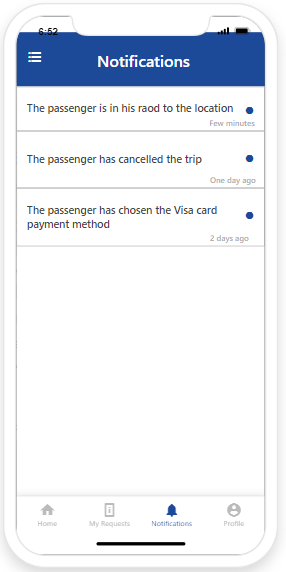 6:52
Notifications
The passenger is in his raod to the location
Few minutes
The passenger has cancelled the trip
One day ago
The passenger has chosen the Visa card
payment method
2 days ago
Home
My Requests
Notifications
Profile